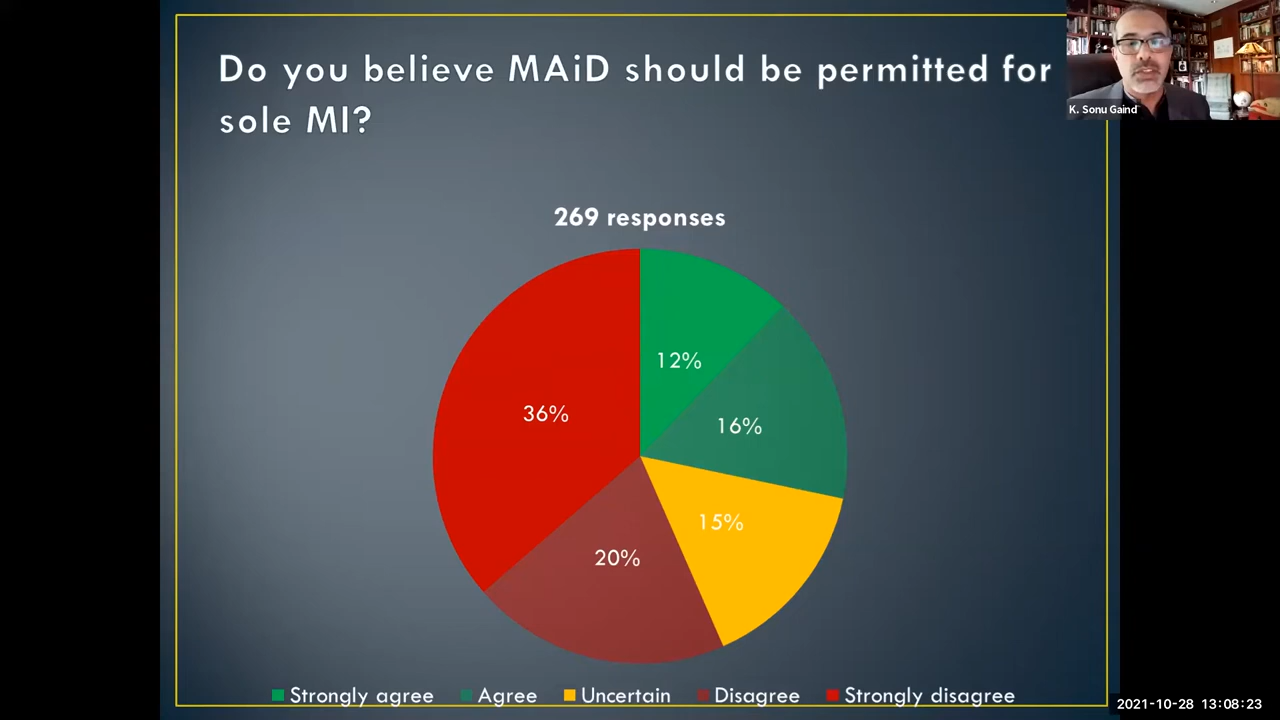 Do you believe MAiD should be permitted for
sole MI?
K. Sonu Gaind
269 responses
12%
36%
16%
15%
20%
Strongly agree Agree Uncertain Disagree Strongly disagree
2021-10-28 13:08:23